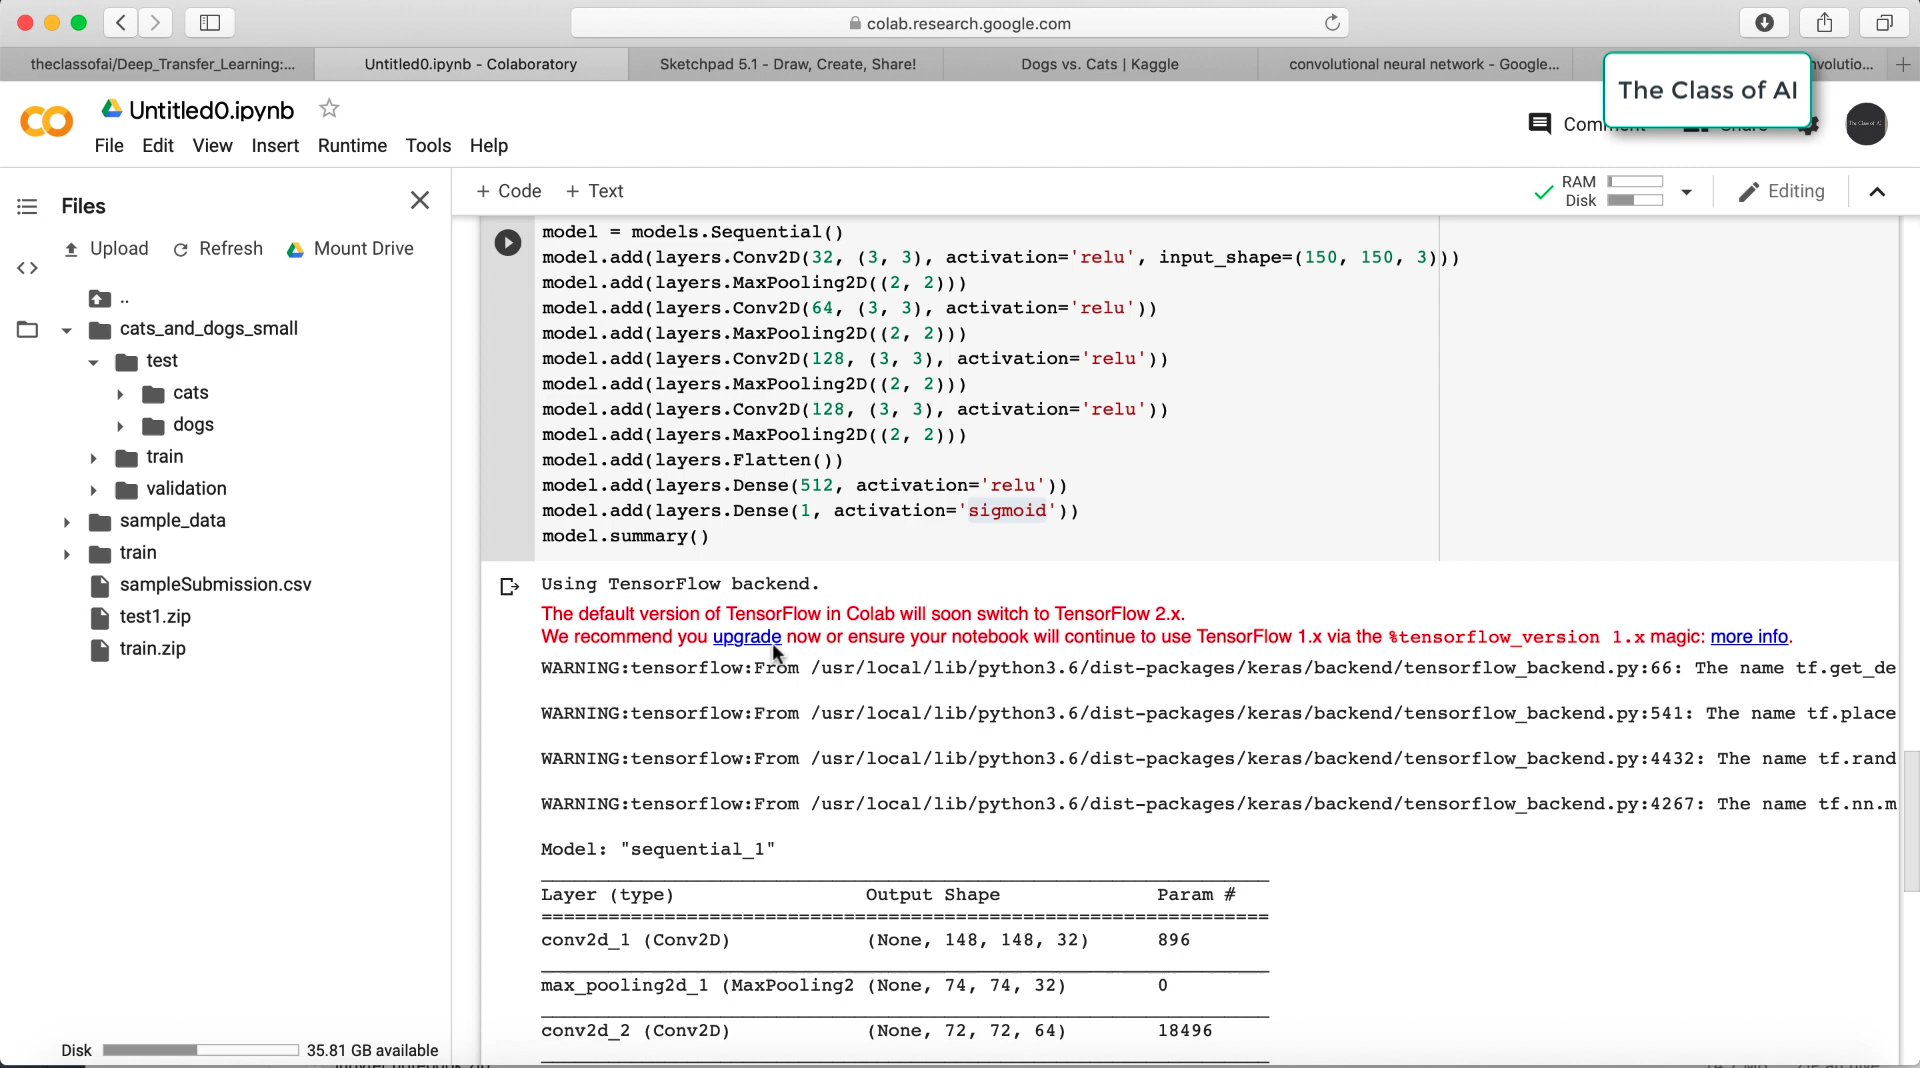 colab.research.google.com
theclassofai/Deep_Transfer_Learning:...
Untitled0.ipynb - Colaboratory
Sketchpad 5.1 - Draw, Create, Share!
Dogs vs. Cats | Kaggle
convolutional neural network - Google...
The Class of AI
Untitled0.ipynb
File Edit View Insert Runtime Tools Help
Files
+ Code + Text
RAM
Disk
Editing
Upload Refresh Mount Drive
..
cats_and_dogs_small
test
cats
dogs
train
validation
sample_data
train
sampleSubmission.csv
test1.zip
train.zip
Disk 35.81 GB available
model = models.Sequential()
model.add(layers.Conv2D(32, (3, 3), activation='relu', input_shape=(150, 150, 3)))
model.add(layers.MaxPooling2D((2, 2)))
model.add(layers.Conv2D(64, (3, 3), activation='relu'))
model.add(layers.MaxPooling2D((2, 2)))
model.add(layers.Conv2D(128, (3, 3), activation='relu'))
model.add(layers.MaxPooling2D((2, 2)))
model.add(layers.Conv2D(128, (3, 3), activation='relu'))
model.add(layers.MaxPooling2D((2, 2)))
model.add(layers.Flatten())
model.add(layers.Dense(512, activation='relu'))
model.add(layers.Dense(1, activation='sigmoid'))
model.summary()
Using TensorFlow backend.
The default version of TensorFlow in Colab will soon switch to TensorFlow 2.x.
We recommend you upgrade now or ensure your notebook will continue to use TensorFlow 1.x via the %tensorflow_version 1.x magic: more info.
WARNING:tensorflow:From /usr/local/lib/python3.6/dist-packages/keras/backend/tensorflow_backend.py:66: The name tf.get_de
WARNING:tensorflow:From /usr/local/lib/python3.6/dist-packages/keras/backend/tensorflow_backend.py:541: The name tf.place
WARNING:tensorflow:From /usr/local/lib/python3.6/dist-packages/keras/backend/tensorflow_backend.py:4432: The name tf.rand
WARNING:tensorflow:From /usr/local/lib/python3.6/dist-packages/keras/backend/tensorflow_backend.py:4267: The name tf.nn.m
Model: "sequential_1"
Layer (type) Output Shape Param #
=================================================================
conv2d_1 (Conv2D) (None, 148, 148, 32) 896
max_pooling2d_1 (MaxPooling2 (None, 74, 74, 32) 0
conv2d_2 (Conv2D) (None, 72, 72, 64) 18496